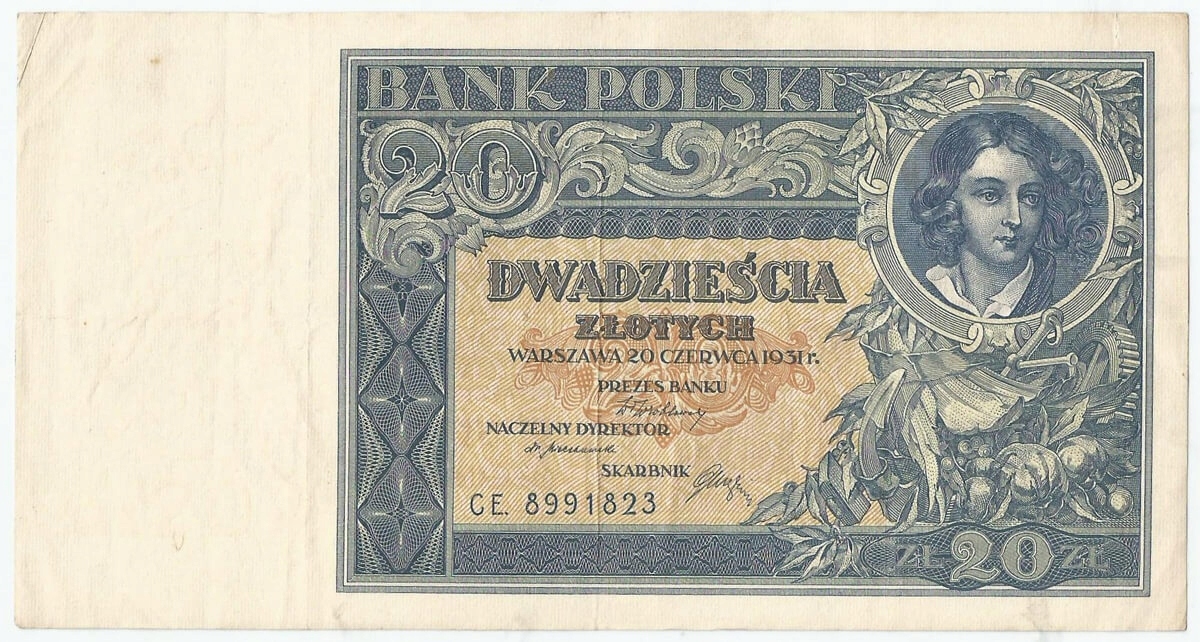 BANK POLSKI
20
DWADZIEŚCIA
ZŁOTYCH
WARSZAWA 20 CZERWCA 1931 r.
PREZES BANKU
NACZELNY DYREKTOR
SKARBNIK
CE. 8991823
ZŁ 20 ZŁ